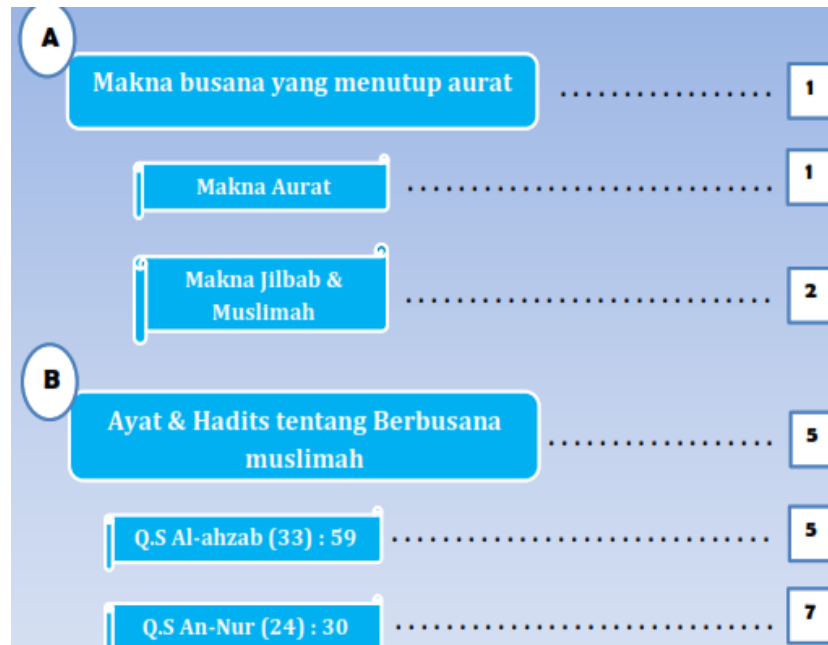 A
Makna busana yang menutup aurat ................. 1
Makna Aurat ............................. 1
Makna Jilbab &
Muslimah ............................. 2
B
Ayat & Hadits tentang Berbusana
muslimah .................. 5
Q.S Al-ahzab (33) : 59 .............................. 5
Q.S An-Nur (24) : 30 .............................. 7